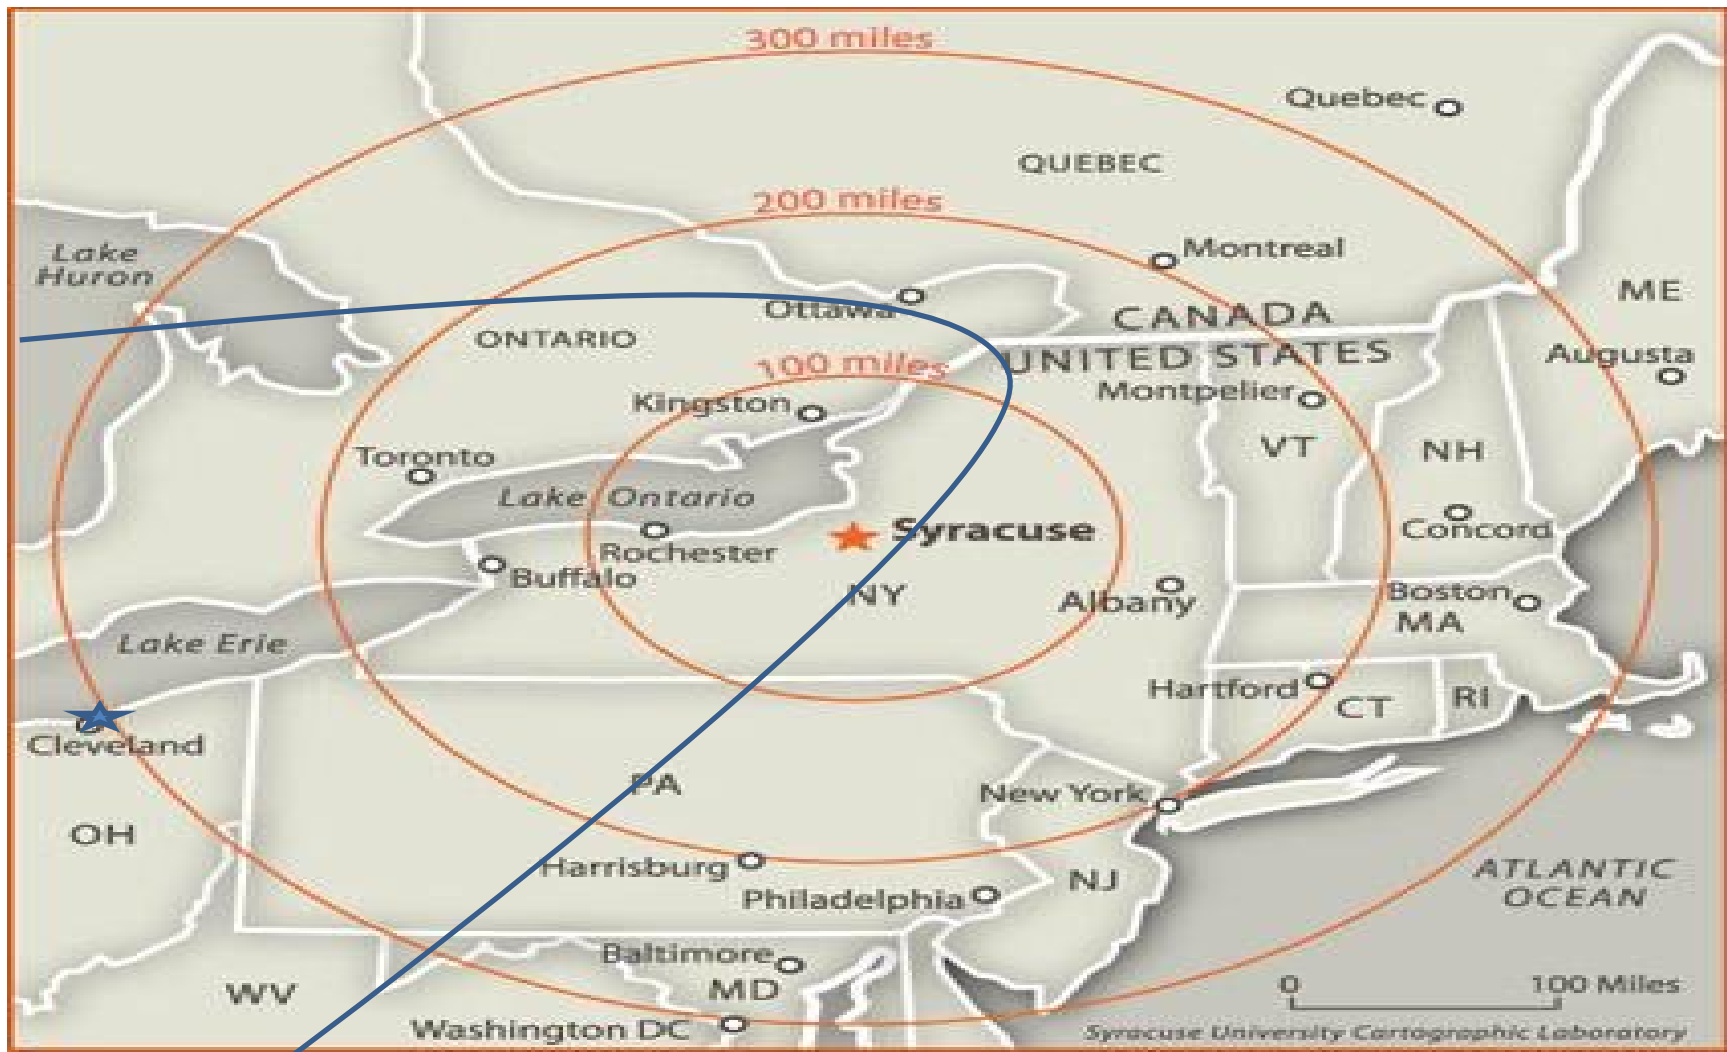 300 miles
Quebec
QUEBEC
200 miles
Lake
Huron
Montreal
Ottawa
CANADA
ME
ONTARIO
UNITED STATES
Augusta
100 miles
Montpelier
Kingston
VT
NH
Toronto
Lake Ontario
Syracuse
Concord
Rochester
Buffalo
NY
Albany
Boston
MA
Lake Erie
Hartford
CT
RI
Cleveland
PA
New York
OH
Harrisburg
NJ
ATLANTIC
OCEAN
Philadelphia
Baltimore
WV
MD
0
100 Miles
Washington DC
Syracuse University Cartographic Laboratory